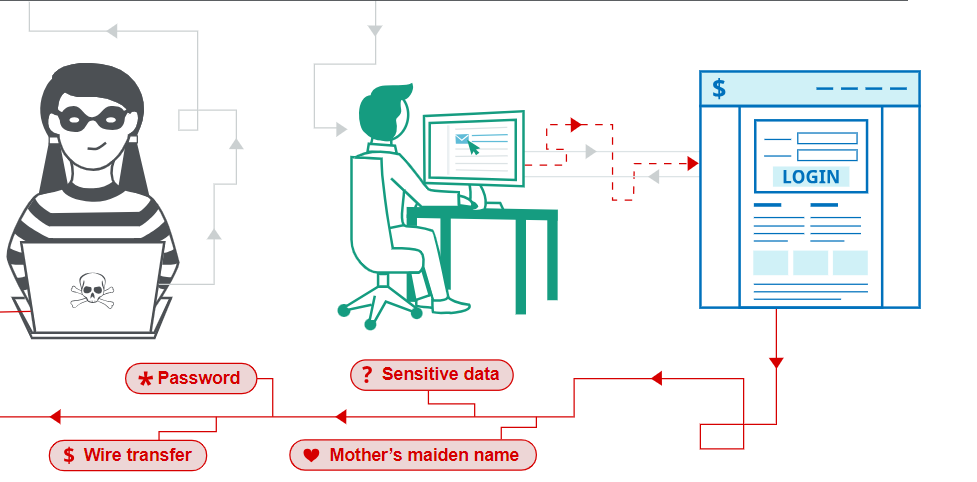 $
LOGIN
* Password
? Sensitive data
$ Wire transfer
Mother's maiden name